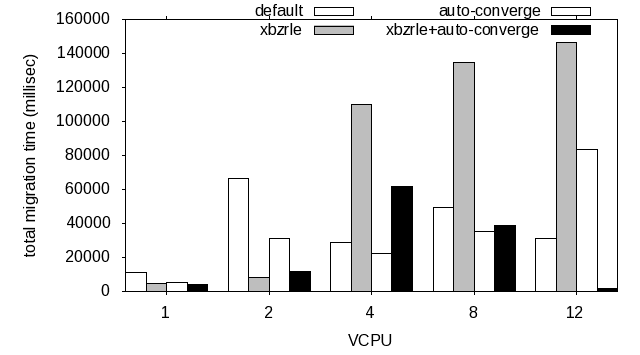 default auto-converge
xbzrle xbzrle+auto-converge
160000
140000
120000
100000
80000
60000
40000
20000
0
total migration time (millisec)
1 2 4 8 12
VCPU